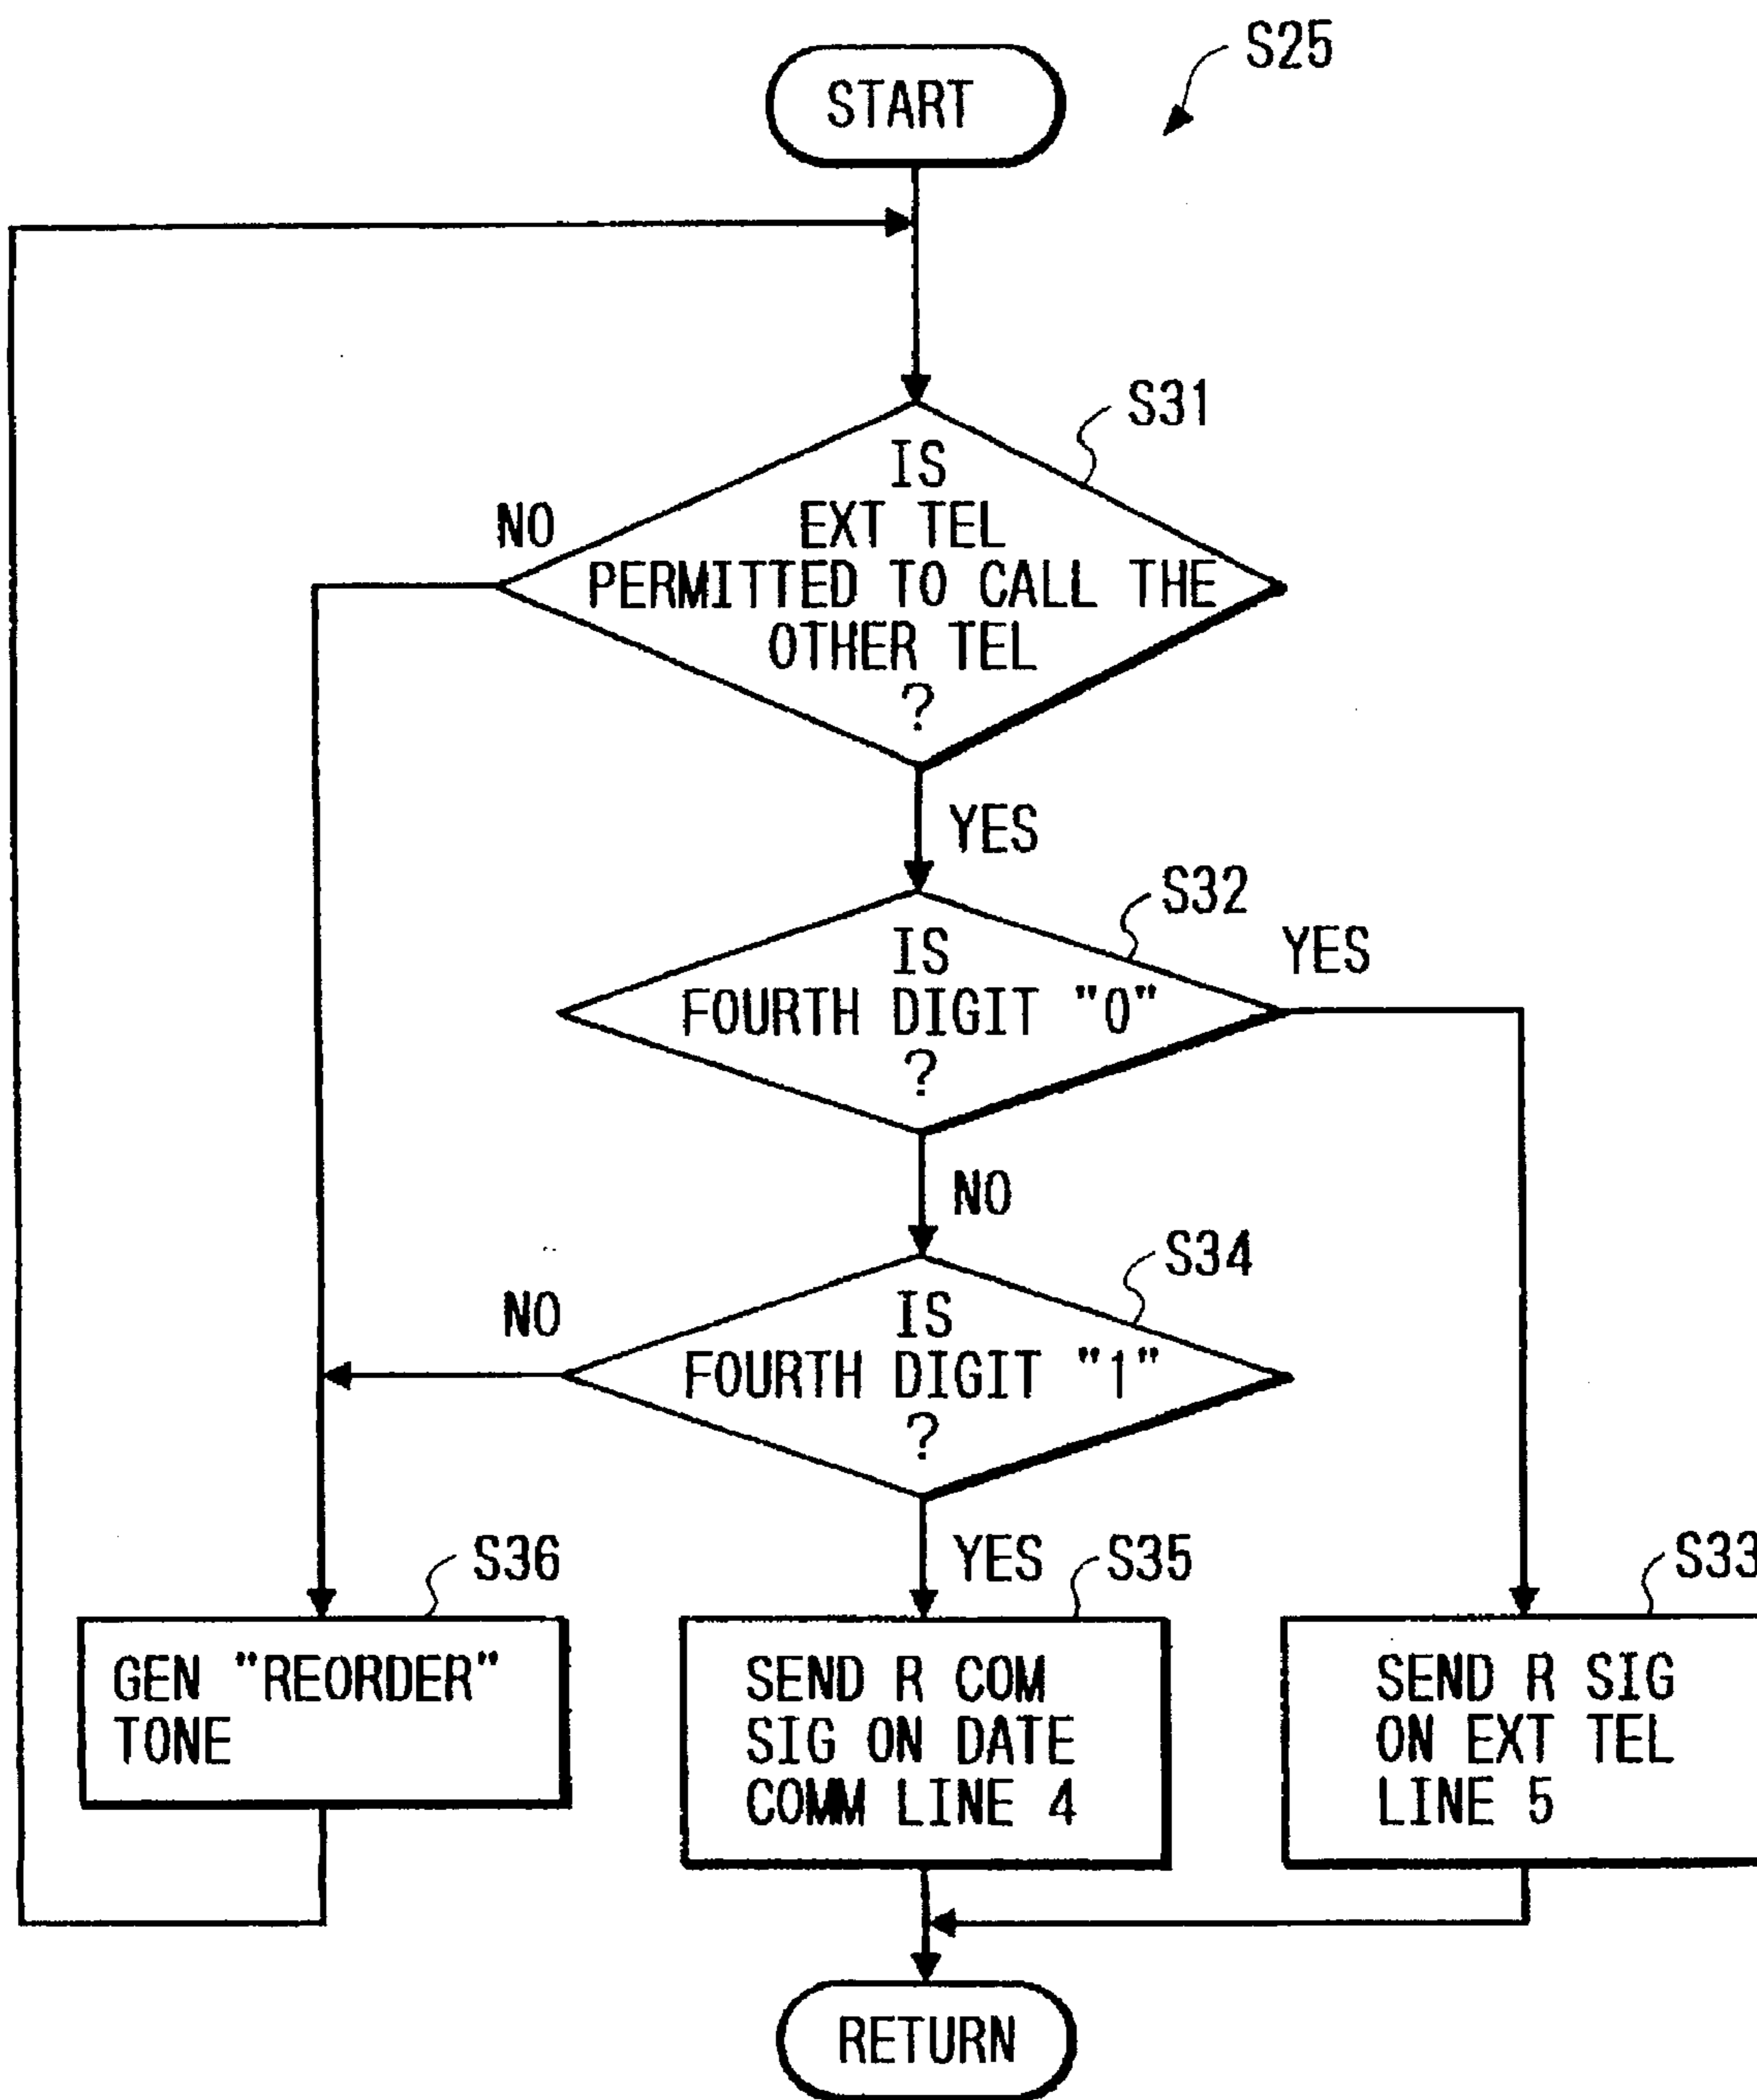 S25
START
S31
IS
EXT TEL
PERMITTED TO CALL THE
OTHER TEL
?
NO
YES
S32
IS
FOURTH DIGIT "0"
?
YES
NO
S34
IS
FOURTH DIGIT "1"
?
NO
YES
S36
GEN "REORDER"
TONE
S35
SEND R COM
SIG ON DATE
COMM LINE 4
S33
SEND R SIG
ON EXT TEL
LINE 5
RETURN